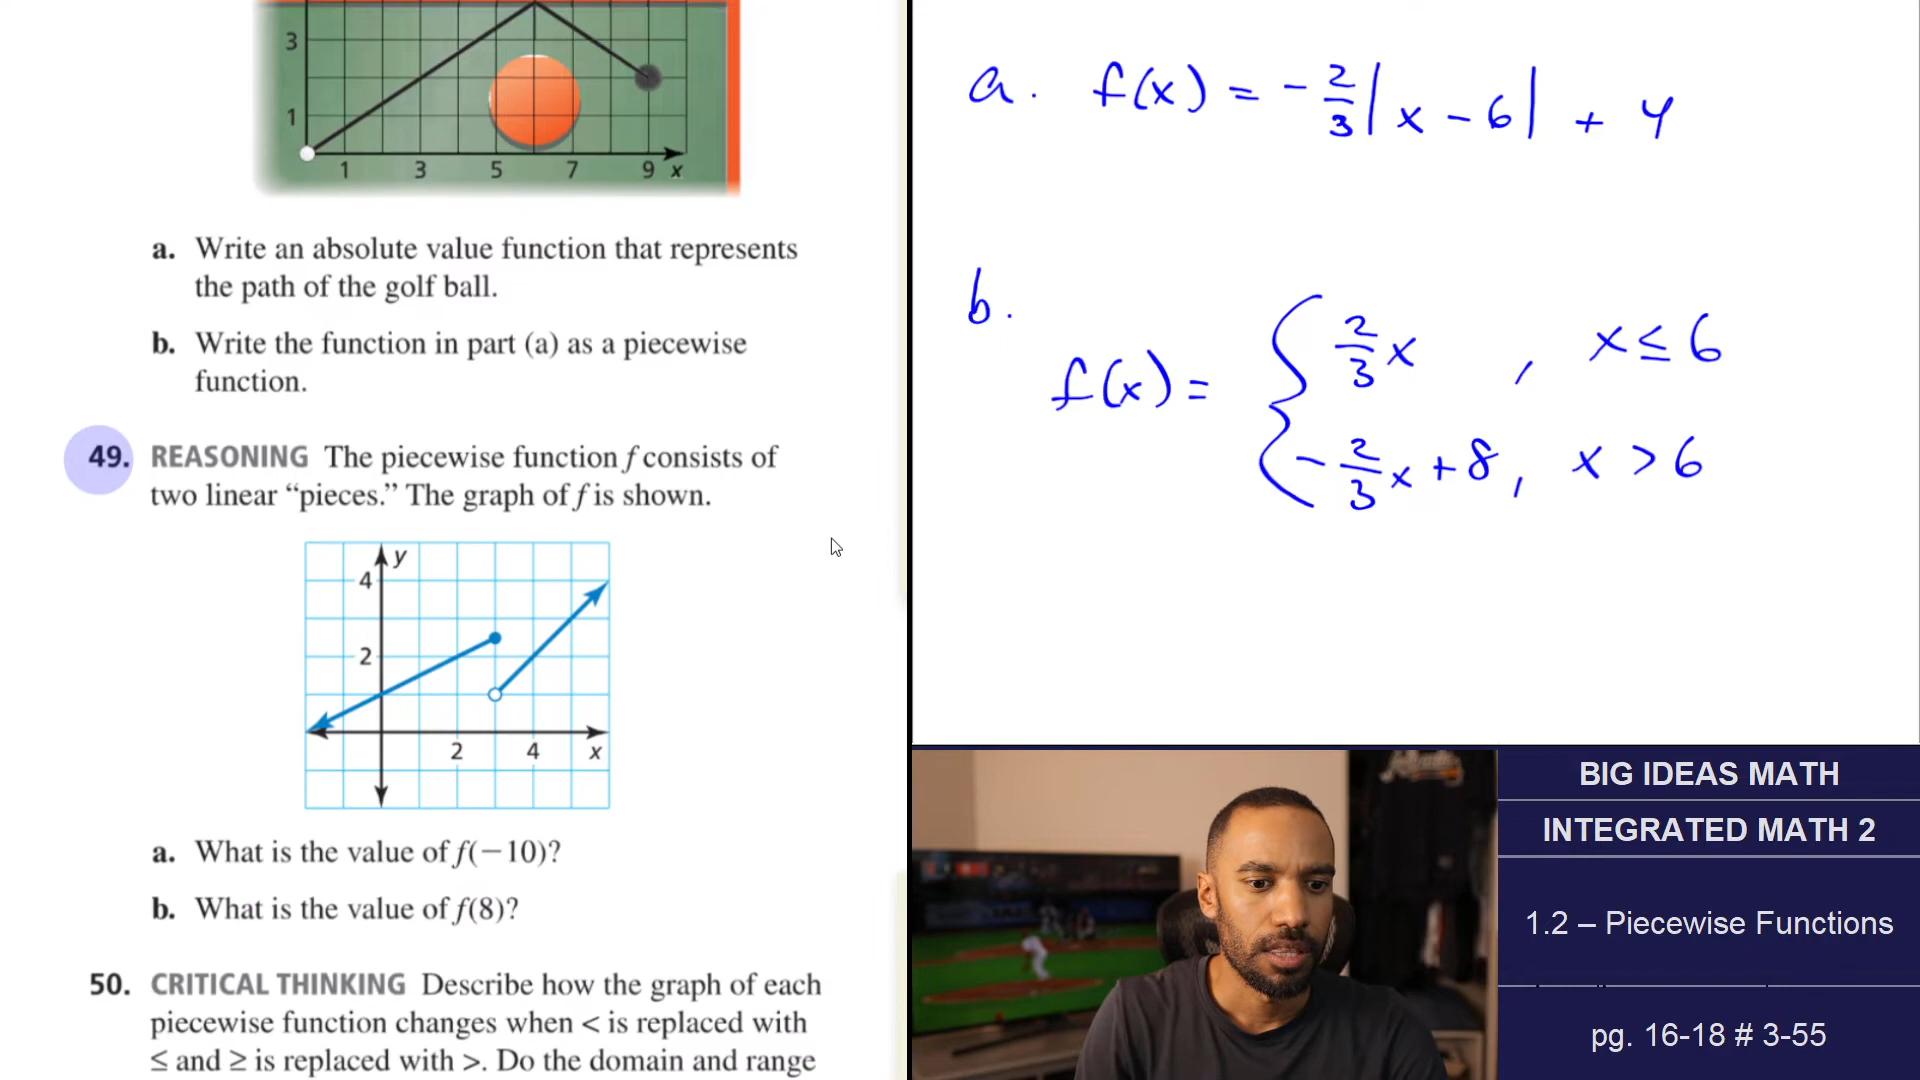 3
1
1 3 5 7 9 x
a. Write an absolute value function that represents
the path of the golf ball.
b. Write the function in part (a) as a piecewise
function.
49. REASONING The piecewise function f consists of
two linear “pieces.” The graph of f is shown.
y
4
2
2 4 x
a. What is the value of f(−10)?
b. What is the value of f(8)?
50. CRITICAL THINKING Describe how the graph of each
piecewise function changes when < is replaced with
≤ and ≥ is replaced with >. Do the domain and range
a. f(x) = -2/3|x - 6| + 4
b.
f(x) = { 2/3 x , x ≤ 6
-2/3 x + 8, x > 6
BIG IDEAS MATH
INTEGRATED MATH 2
1.2 – Piecewise Functions
pg. 16-18 # 3-55